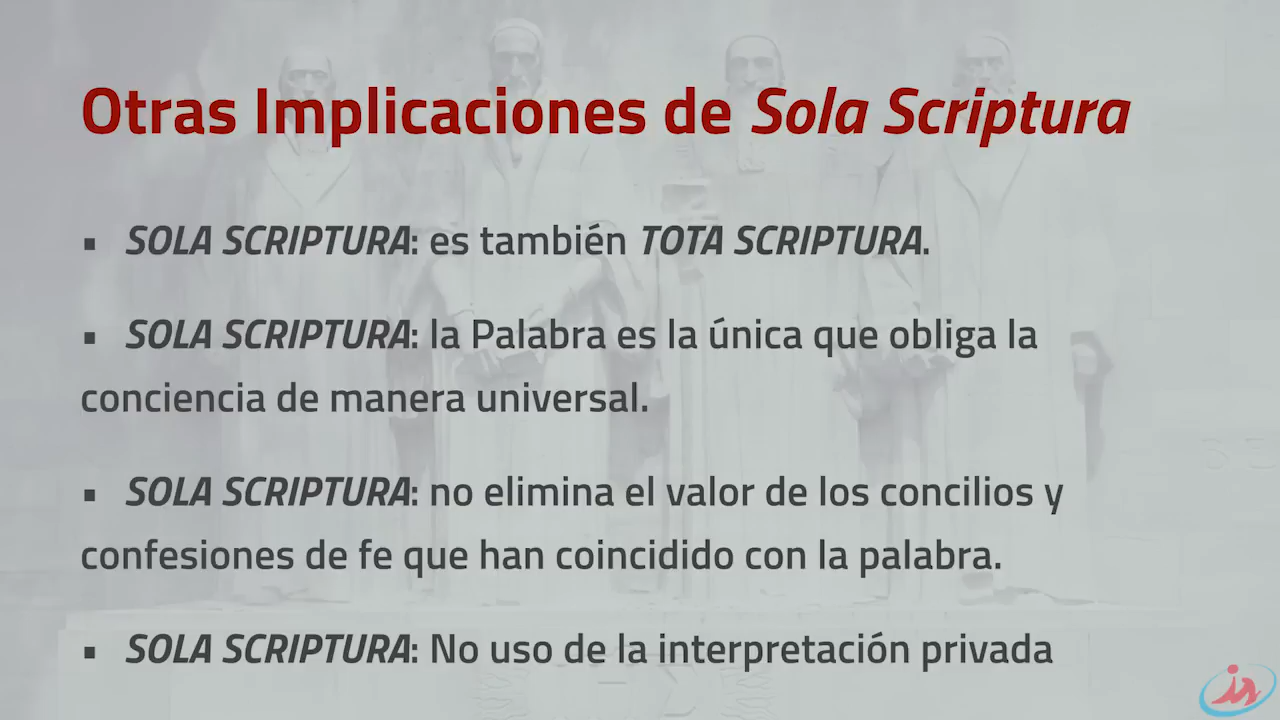 Otras Implicaciones de Sola Scriptura
▪ SOLA SCRIPTURA: es también TOTA SCRIPTURA.
▪ SOLA SCRIPTURA: la Palabra es la única que obliga la
conciencia de manera universal.
▪ SOLA SCRIPTURA: no elimina el valor de los concilios y
confesiones de fe que han coincidido con la palabra.
▪ SOLA SCRIPTURA: No uso de la interpretación privada